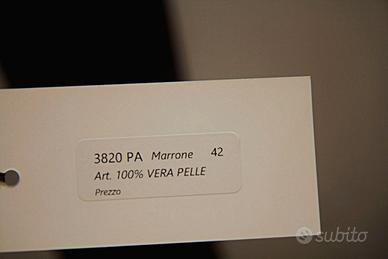 3820 PA Marrone 42
Art. 100% VERA PELLE
Prezzo
subito